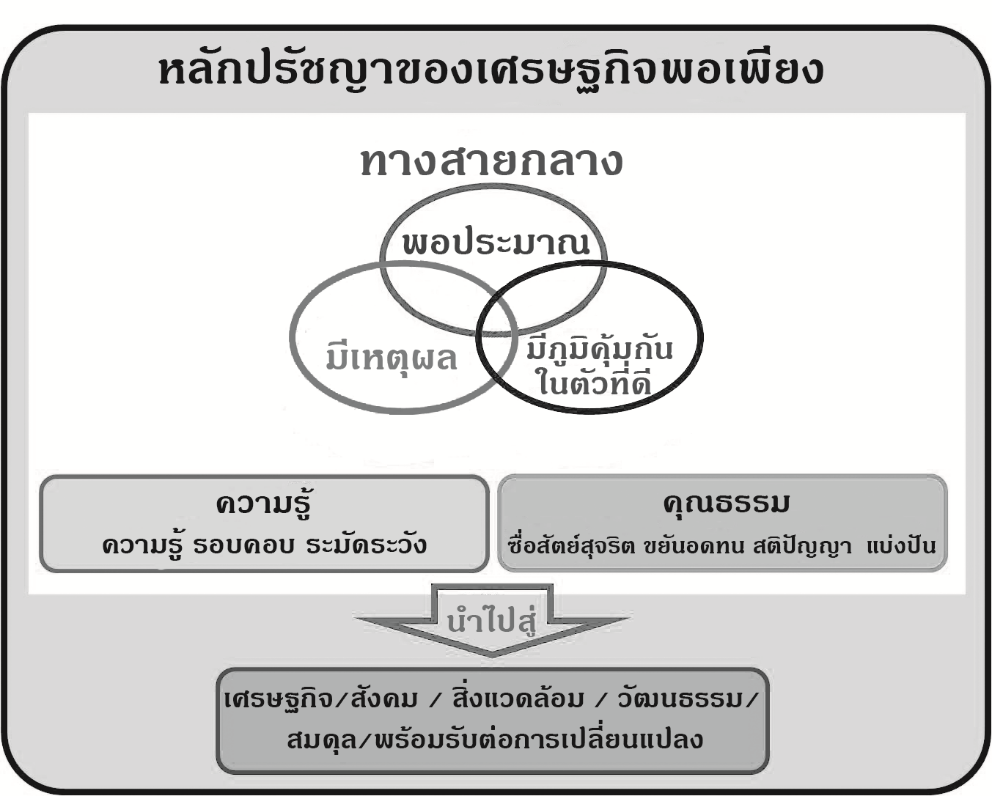 หลักปรัชญาของเศรษฐกิจพอเพียง
ทางสายกลาง
พอประมาณ
มีเหตุผล
มีภูมิคุ้มกัน
ในตัวที่ดี
ความรู้
ความรู้ รอบคอบ ระมัดระวัง
คุณธรรม
ซื่อสัตย์สุจริต ขยันอดทน สติปัญญา แบ่งปัน
นำไปสู่
เศรษฐกิจ/สังคม / สิ่งแวดล้อม / วัฒนธรรม/
สมดุล/พร้อมรับต่อการเปลี่ยนแปลง